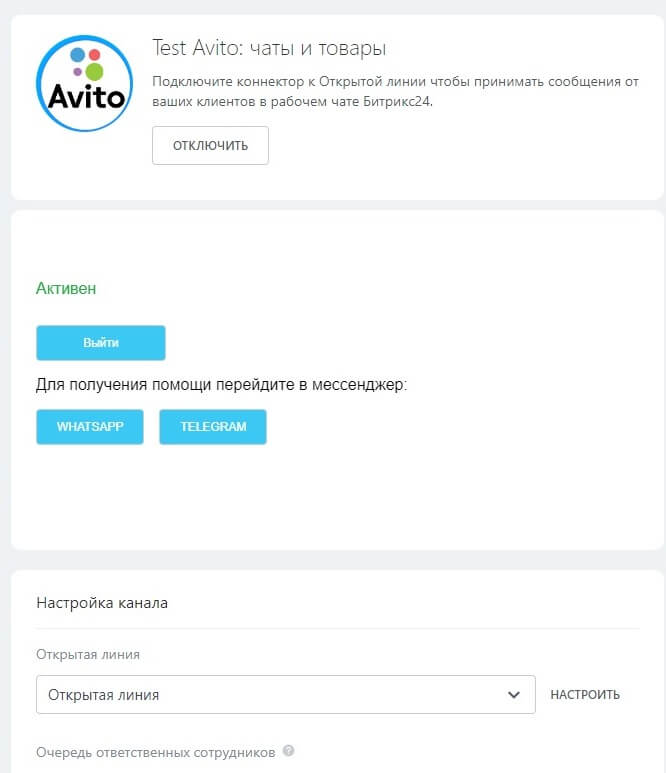 Avito
Test Avito: чаты и товары
Подключите коннектор к Открытой линии чтобы принимать сообщения от
ваших клиентов в рабочем чате Битрикс24.
ОТКЛЮЧИТЬ
Активен
Выйти
Для получения помощи перейдите в мессенджер:
WHATSAPP TELEGRAM
Настройка канала
Открытая линия
Открытая линия НАСТРОИТЬ
Очередь ответственных сотрудников ?